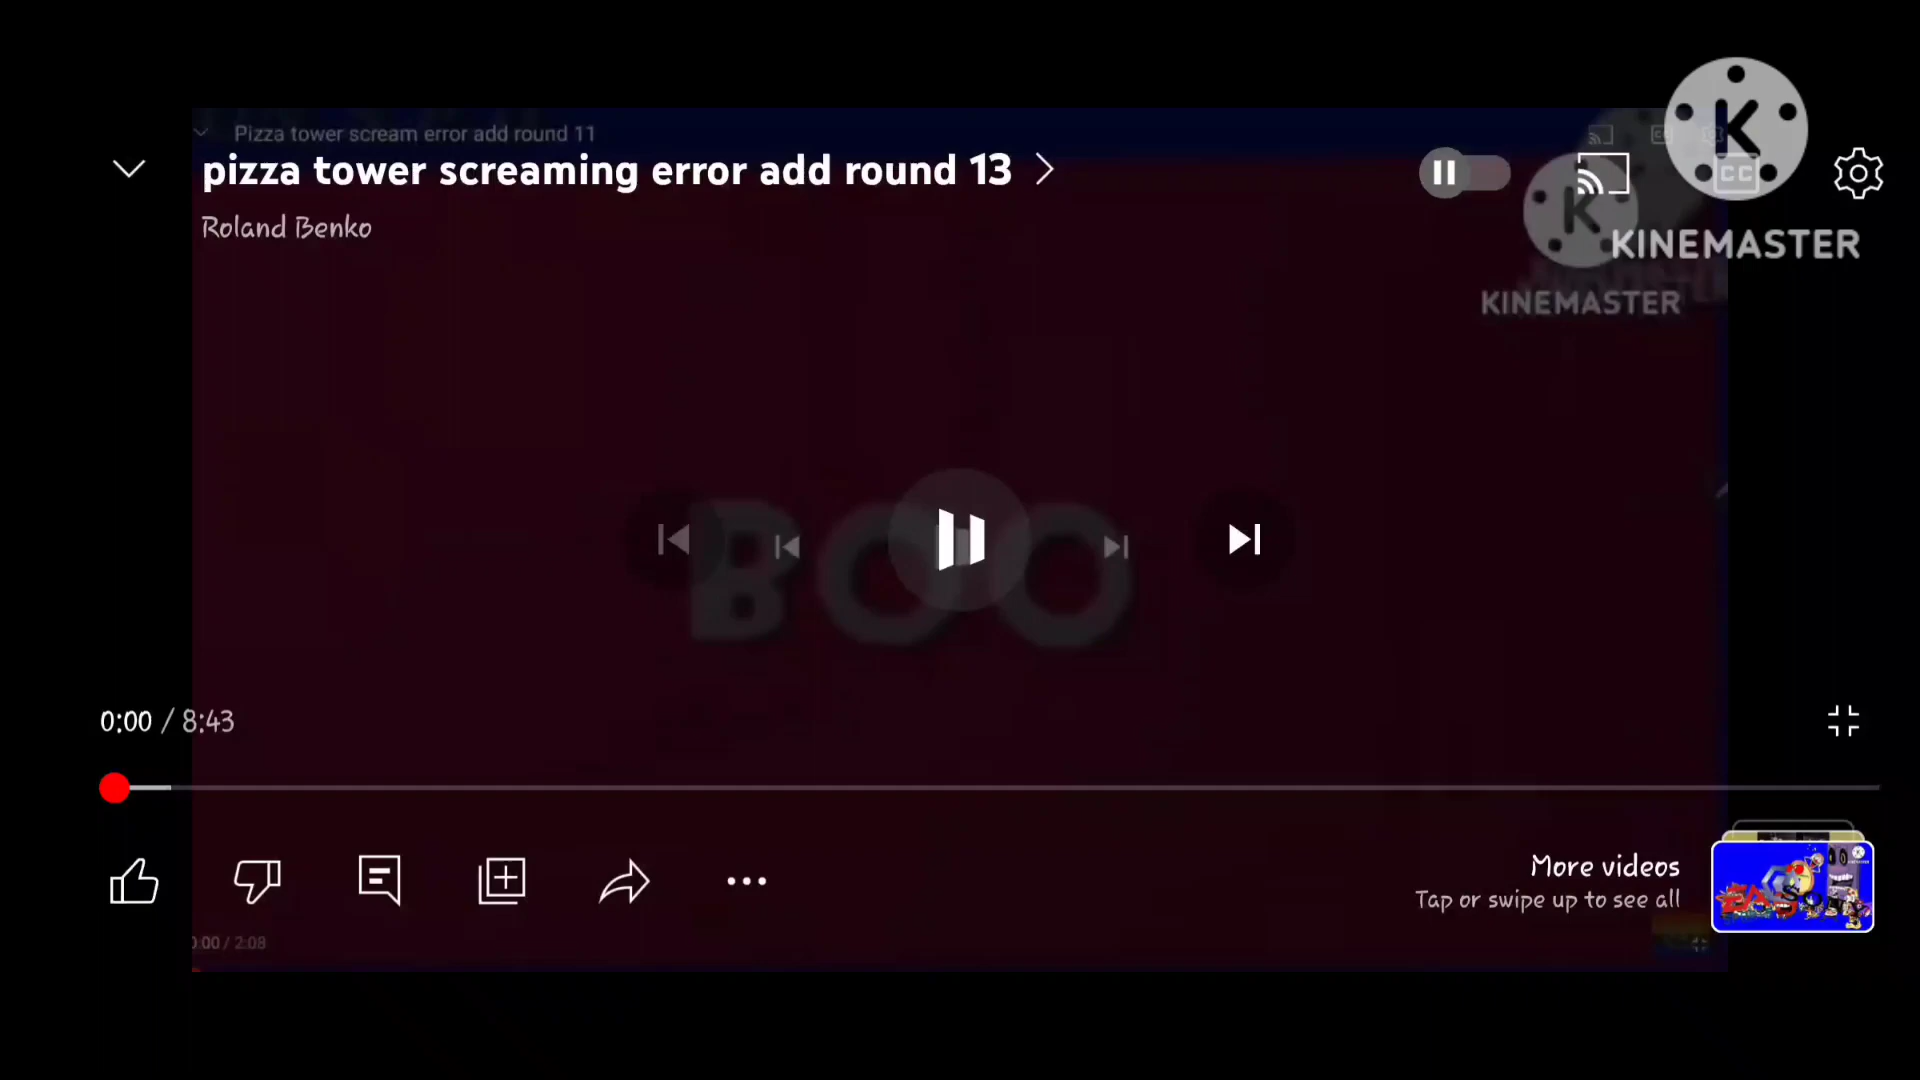 Pizza tower scream error add round 11
pizza tower screaming error add round 13
Roland Benko
K
CC
KINEMASTER
K
KINEMASTER
BOO
0:00 / 8:43
More videos
Tap or swipe up to see all
0:00 / 2:08